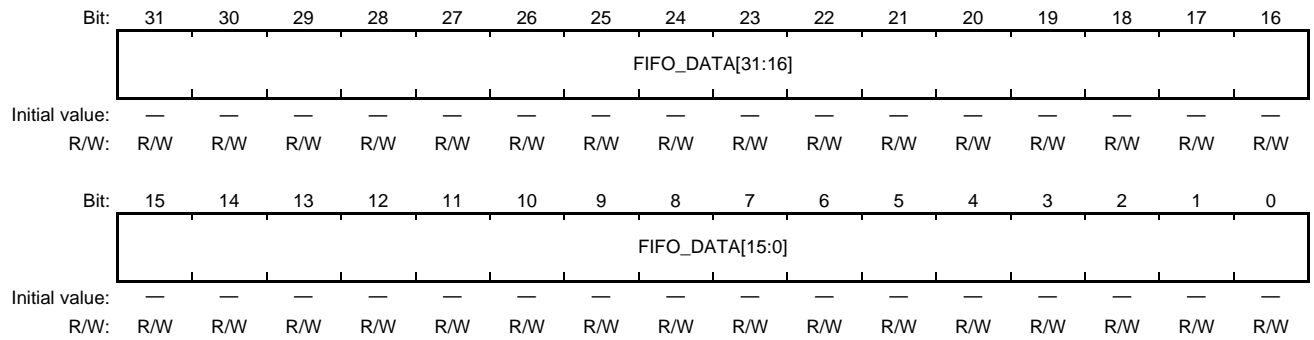 Bit: 31 30 29 28 27 26 25 24 23 22 21 20 19 18 17 16
FIFO_DATA[31:16]
Initial value: — — — — — — — — — — — — — — — —
R/W: R/W R/W R/W R/W R/W R/W R/W R/W R/W R/W R/W R/W R/W R/W R/W R/W
Bit: 15 14 13 12 11 10 9 8 7 6 5 4 3 2 1 0
FIFO_DATA[15:0]
Initial value: — — — — — — — — — — — — — — — —
R/W: R/W R/W R/W R/W R/W R/W R/W R/W R/W R/W R/W R/W R/W R/W R/W R/W